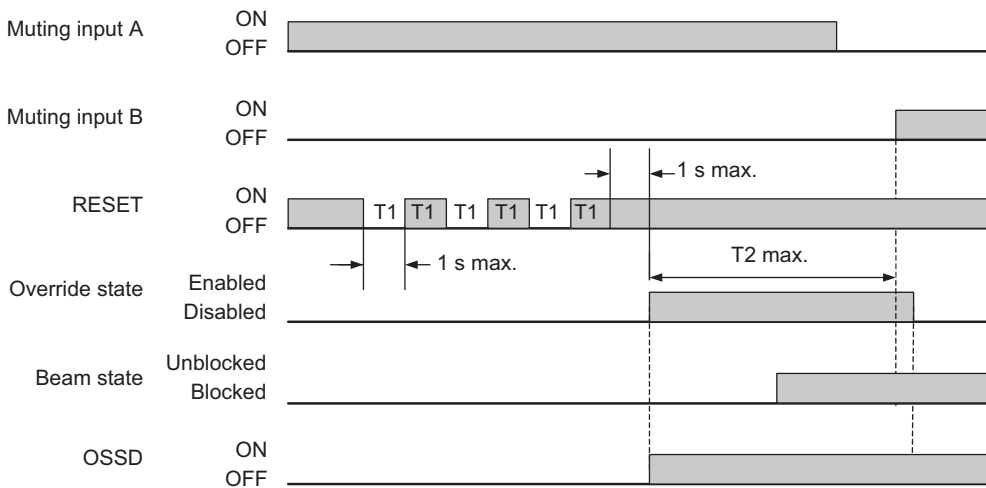 Muting input A
ON
OFF
Muting input B
ON
OFF
1 s max.
RESET
ON
OFF
T1 T1 T1 T1 T1 T1
1 s max.
T2 max.
Override state
Enabled
Disabled
Beam state
Unblocked
Blocked
OSSD
ON
OFF